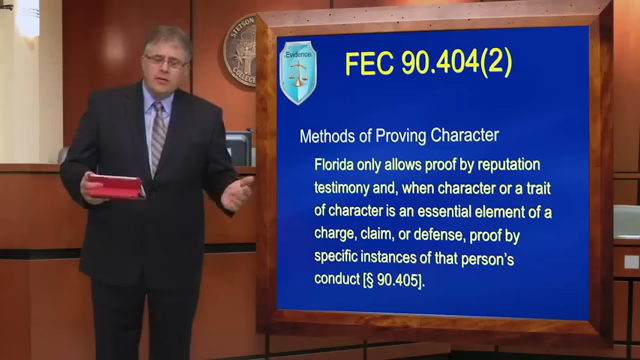 STETSON
COLLEGE
Evidence
FEC 90.404(2)
Methods of Proving Character
Florida only allows proof by reputation
testimony and, when character or a trait
of character is an essential element of a
charge, claim, or defense, proof by
specific instances of that person's
conduct [§ 90.405].